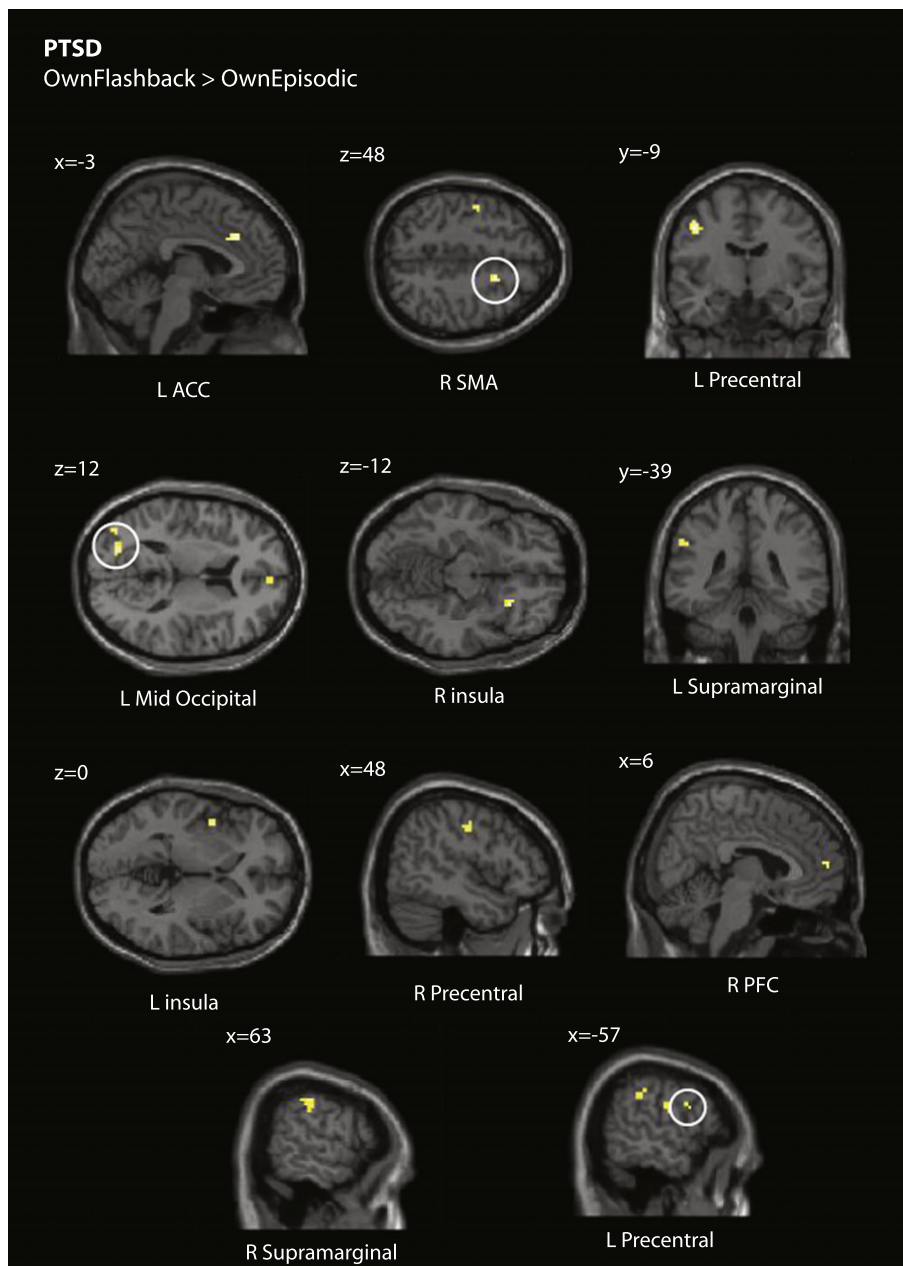 PTSD
OwnFlashback > OwnEpisodic
x=-3
z=48
y=-9
L ACC
R SMA
L Precentral
z=12
z=-12
y=-39
L Mid Occipital
R insula
L Supramarginal
z=0
x=48
x=6
L insula
R Precentral
R PFC
x=63
x=-57
R Supramarginal
L Precentral